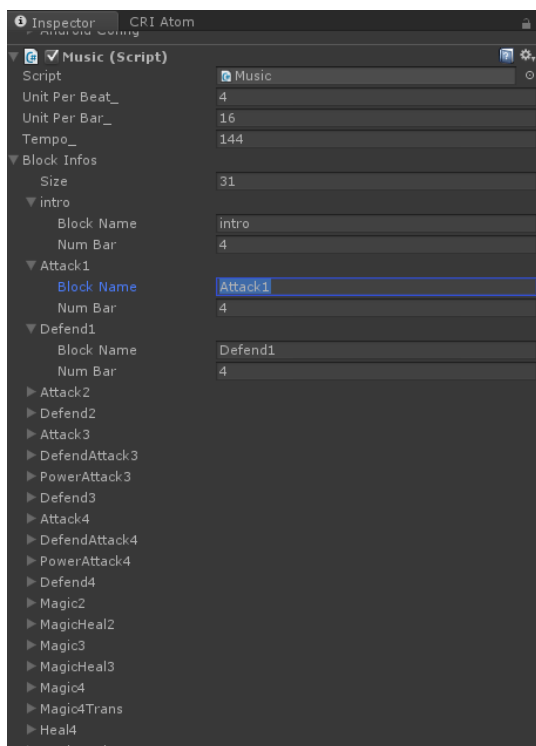 Inspector CRI Atom
Android Config
Music (Script)
Script Music
Unit Per Beat_ 4
Unit Per Bar_ 16
Tempo_ 144
Block Infos
Size 31
intro
Block Name intro
Num Bar 4
Attack1
Block Name Attack1
Num Bar 4
Defend1
Block Name Defend1
Num Bar 4
Attack2
Defend2
Attack3
DefendAttack3
PowerAttack3
Defend3
Attack4
DefendAttack4
PowerAttack4
Defend4
Magic2
MagicHeal2
Magic3
MagicHeal3
Magic4
Magic4Trans
Heal4